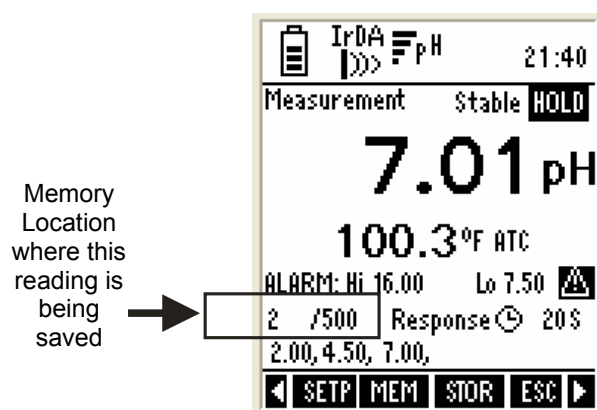 IrDA pH 21:40
Measurement Stable HOLD
7.01 pH
100.3 °F ATC
ALARM: Hi 16.00 Lo 7.50
2 /500 Response 20S
2.00, 4.50, 7.00,
SETP MEM STOR ESC
Memory
Location
where this
reading is
being
saved